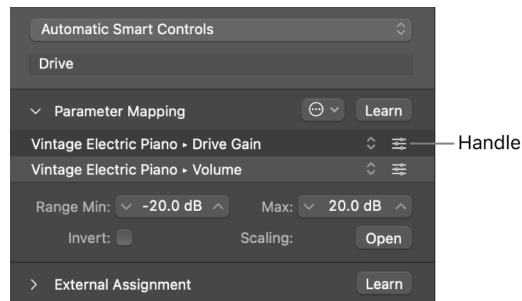 Automatic Smart Controls
Drive
Parameter Mapping Learn
Vintage Electric Piano ▸ Drive Gain Handle
Vintage Electric Piano ▸ Volume
Range Min: -20.0 dB Max: 20.0 dB
Invert: Scaling: Open
External Assignment Learn